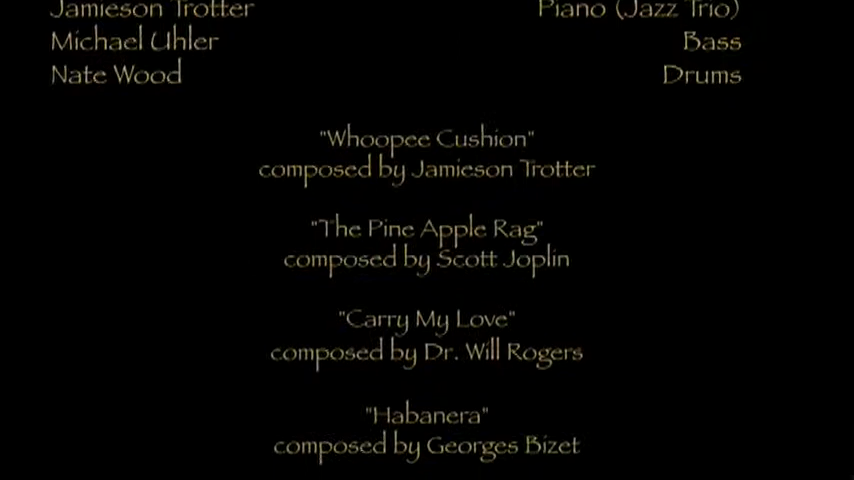 Jamieson Trotter Piano (Jazz Trio)
Michael Uhler Bass
Nate Wood Drums
"Whoopee Cushion"
composed by Jamieson Trotter
"The Pine Apple Rag"
composed by Scott Joplin
"Carry My Love"
composed by Dr. Will Rogers
"Habanera"
composed by Georges Bizet